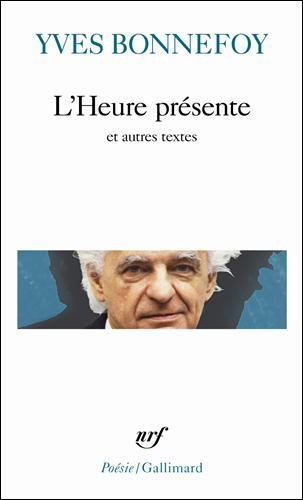 YVES BONNEFOY
L'Heure présente
et autres textes
nrf
Poésie/Gallimard